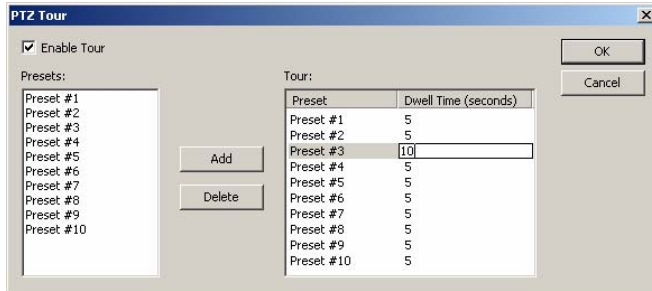 PTZ Tour
Enable Tour
OK
Cancel
Presets:
Preset #1
Preset #2
Preset #3
Preset #4
Preset #5
Preset #6
Preset #7
Preset #8
Preset #9
Preset #10
Add
Delete
Tour:
Preset Dwell Time (seconds)
Preset #1 5
Preset #2 5
Preset #3 10
Preset #4 5
Preset #5 5
Preset #6 5
Preset #7 5
Preset #8 5
Preset #9 5
Preset #10 5